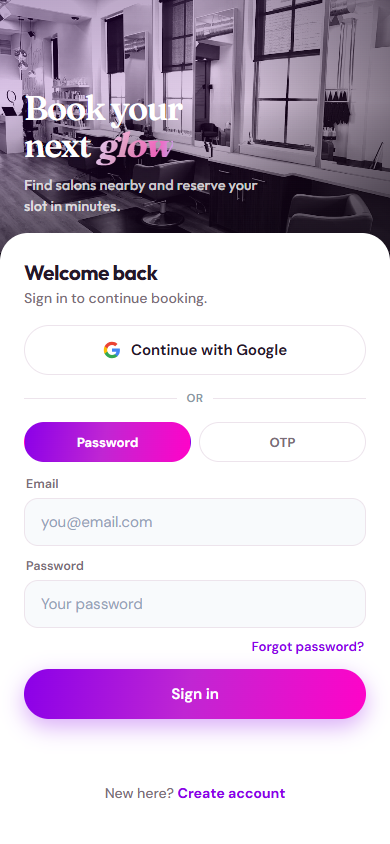 Book your
next glow
Find salons nearby and reserve your
slot in minutes.
Welcome back
Sign in to continue booking.
Continue with Google
OR
Password
OTP
Email
you@email.com
Password
Your password
Forgot password?
Sign in
New here? Create account